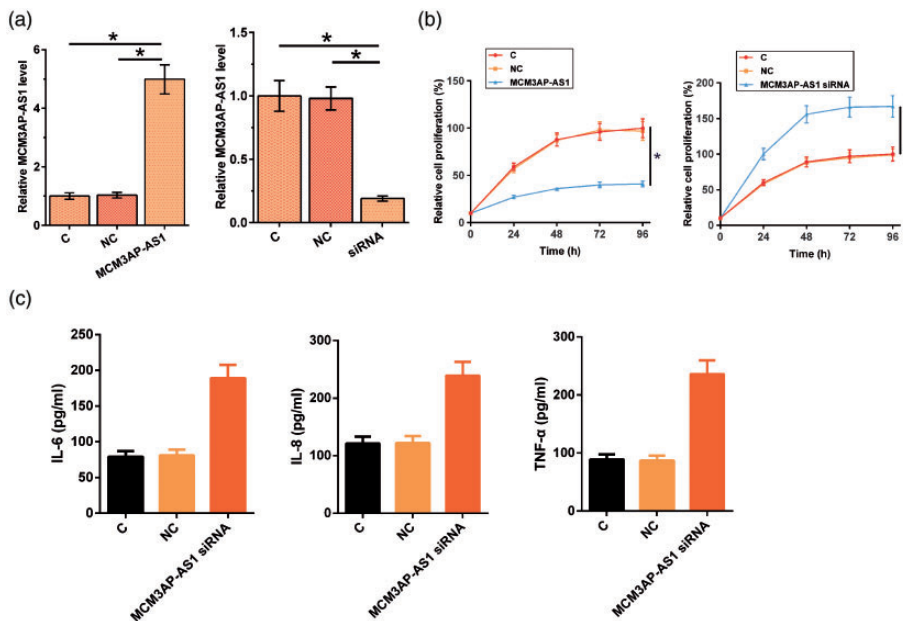 (a)
Relative MCM3AP-AS1 level
6
4
2
0
*
*
C
NC
MCM3AP-AS1
Relative MCM3AP-AS1 level
1.5
1.0
0.5
0.0
*
*
C
NC
siRNA
(b)
C
NC
MCM3AP-AS1
Relative cell proliferation (%)
150
100
50
0
*
0
24
48
72
96
Time (h)
C
NC
MCM3AP-AS1 siRNA
Relative cell proliferation (%)
200
150
100
50
0
0
24
48
72
96
Time (h)
(c)
IL-6 (pg/ml)
250
200
150
100
50
0
C
NC
MCM3AP-AS1 siRNA
IL-8 (pg/ml)
300
200
100
0
C
NC
MCM3AP-AS1 siRNA
TNF-α (pg/ml)
300
200
100
0
C
NC
MCM3AP-AS1 siRNA